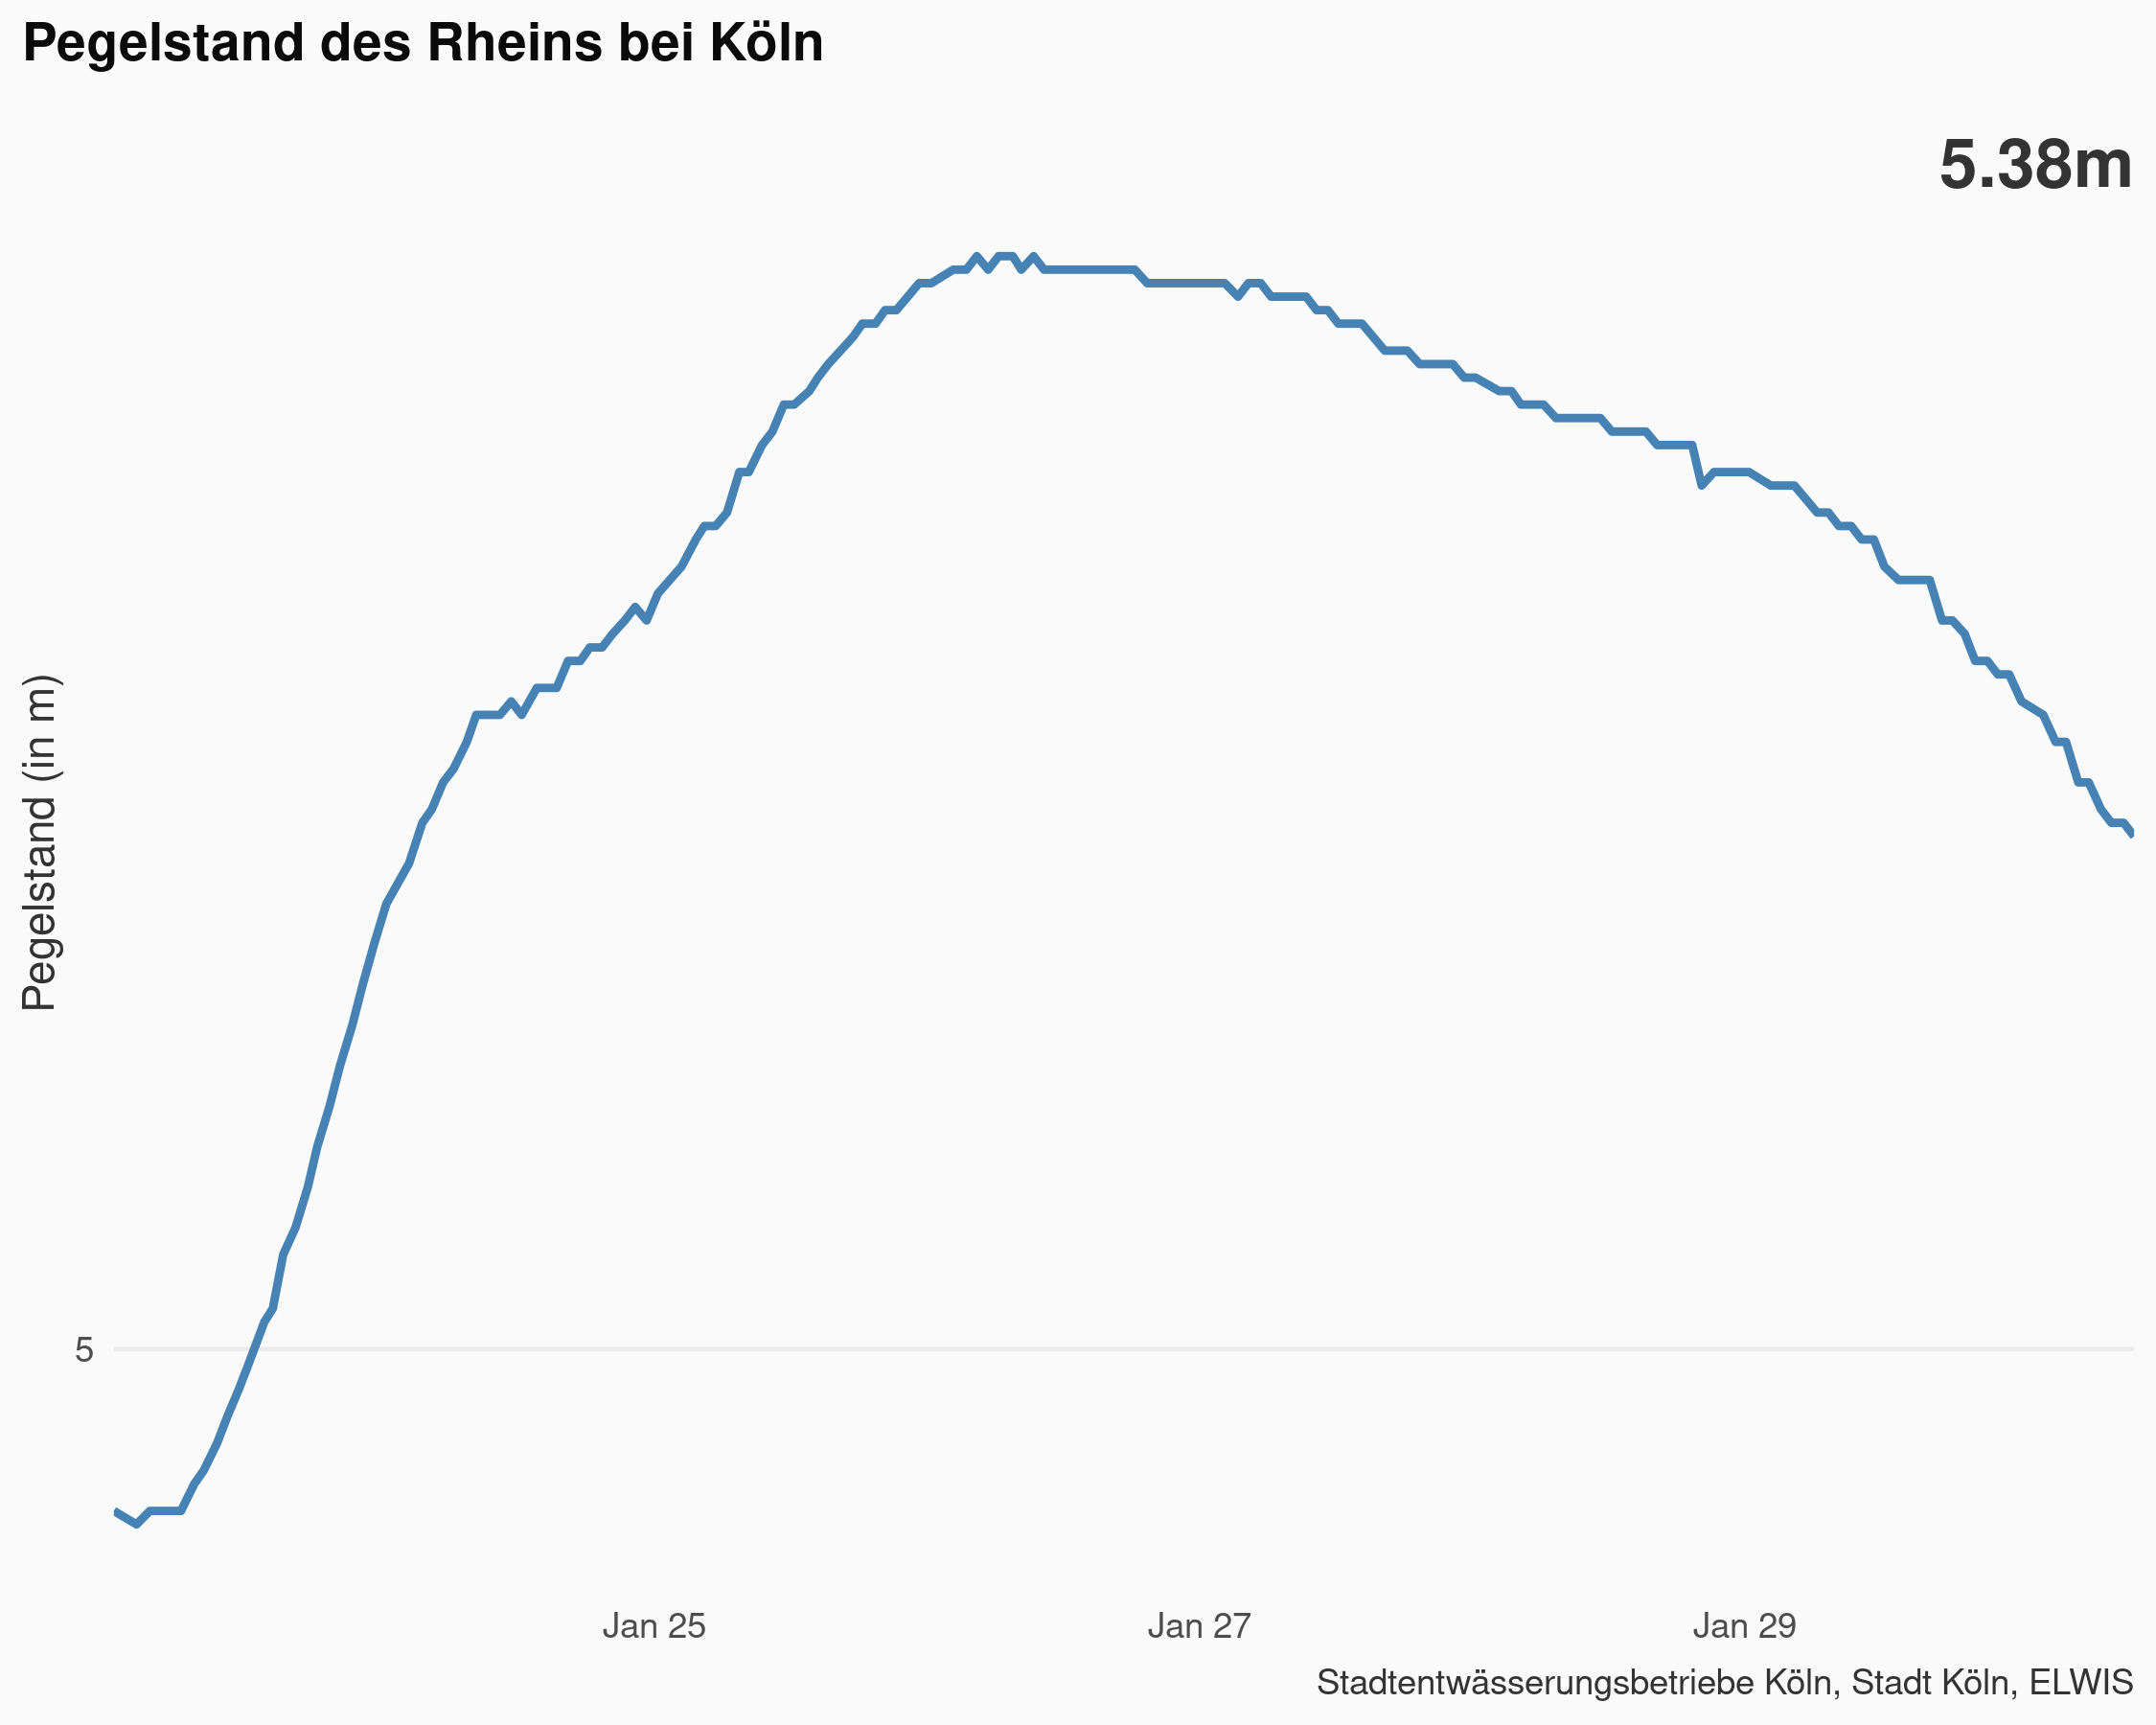 Pegelstand des Rheins bei Köln
5.38m
Pegelstand (in m)
5
Jan 25
Jan 27
Jan 29
Stadtentwässerungsbetriebe Köln, Stadt Köln, ELWIS